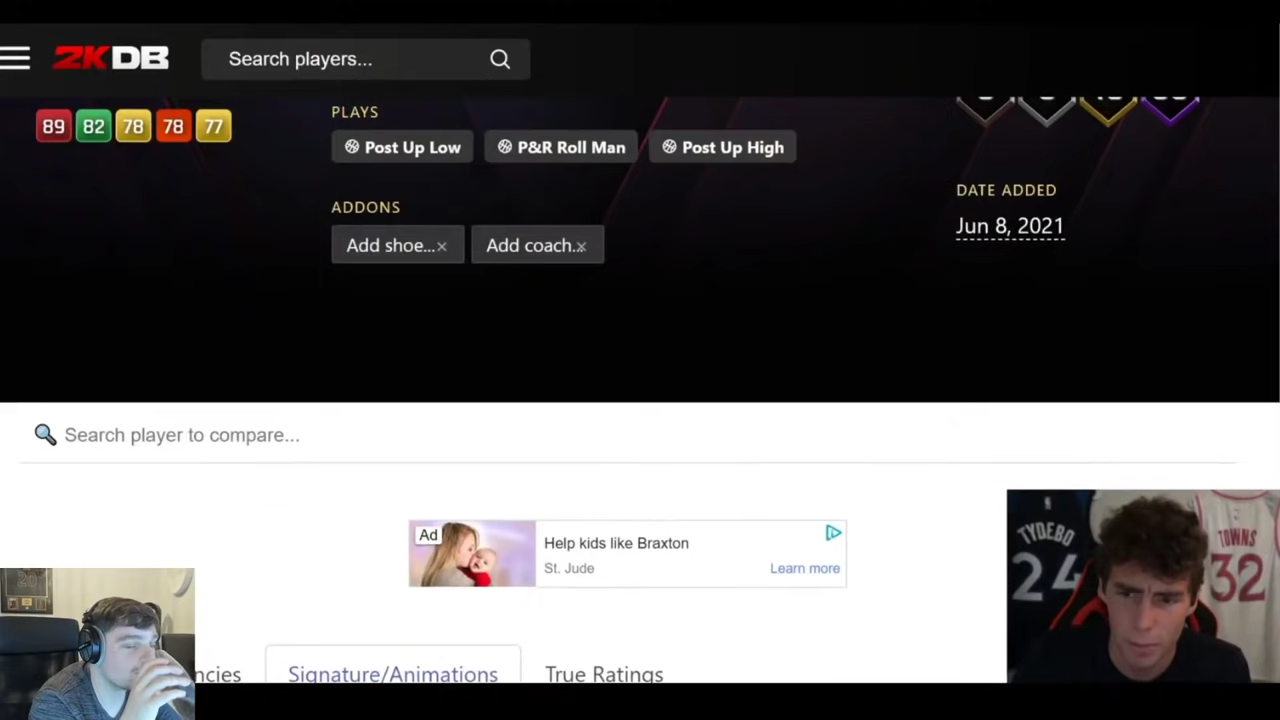 2KDB
Search players...
89 82 78 78 77
PLAYS
Post Up Low
P&R Roll Man
Post Up High
ADDONS
Add shoe...×
Add coach..×
DATE ADDED
Jun 8, 2021
Search player to compare...
Ad
Help kids like Braxton
St. Jude
Learn more
ncies
Signature/Animations
True Ratings
TYDEBO
24
TOWNS
32